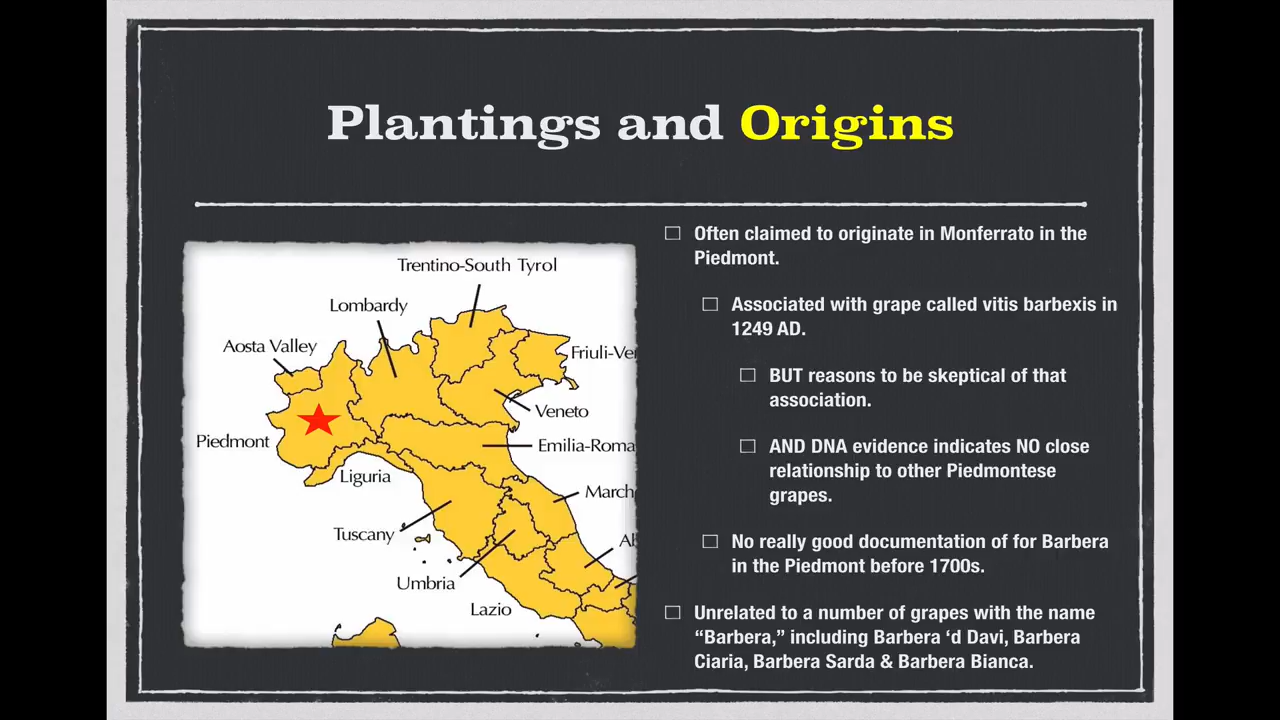 Plantings and Origins
Trentino-South Tyrol
Lombardy
Aosta Valley
Friuli-Ve
Veneto
Piedmont
Emilia-Roma
Liguria
March
Tuscany
Al
Umbria
Lazio
Often claimed to originate in Monferrato in the
Piedmont.
Associated with grape called vitis barbexis in
1249 AD.
BUT reasons to be skeptical of that
association.
AND DNA evidence indicates NO close
relationship to other Piedmontese
grapes.
No really good documentation of for Barbera
in the Piedmont before 1700s.
Unrelated to a number of grapes with the name
“Barbera,” including Barbera ‘d Davi, Barbera
Ciaria, Barbera Sarda & Barbera Bianca.